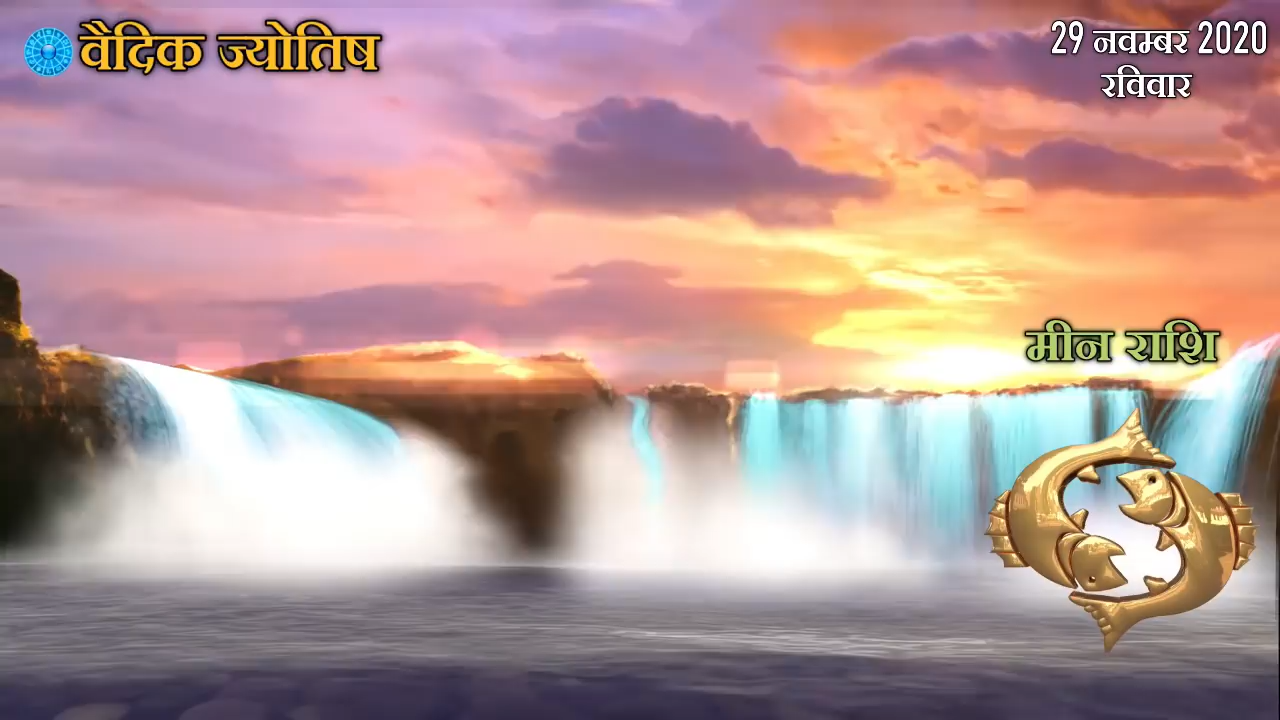 वैदिक ज्योतिष
29 नवम्बर 2020
रविवार
मीन राशि